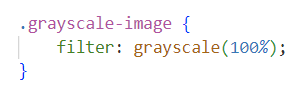 .grayscale-image {
    filter: grayscale(100%);
}